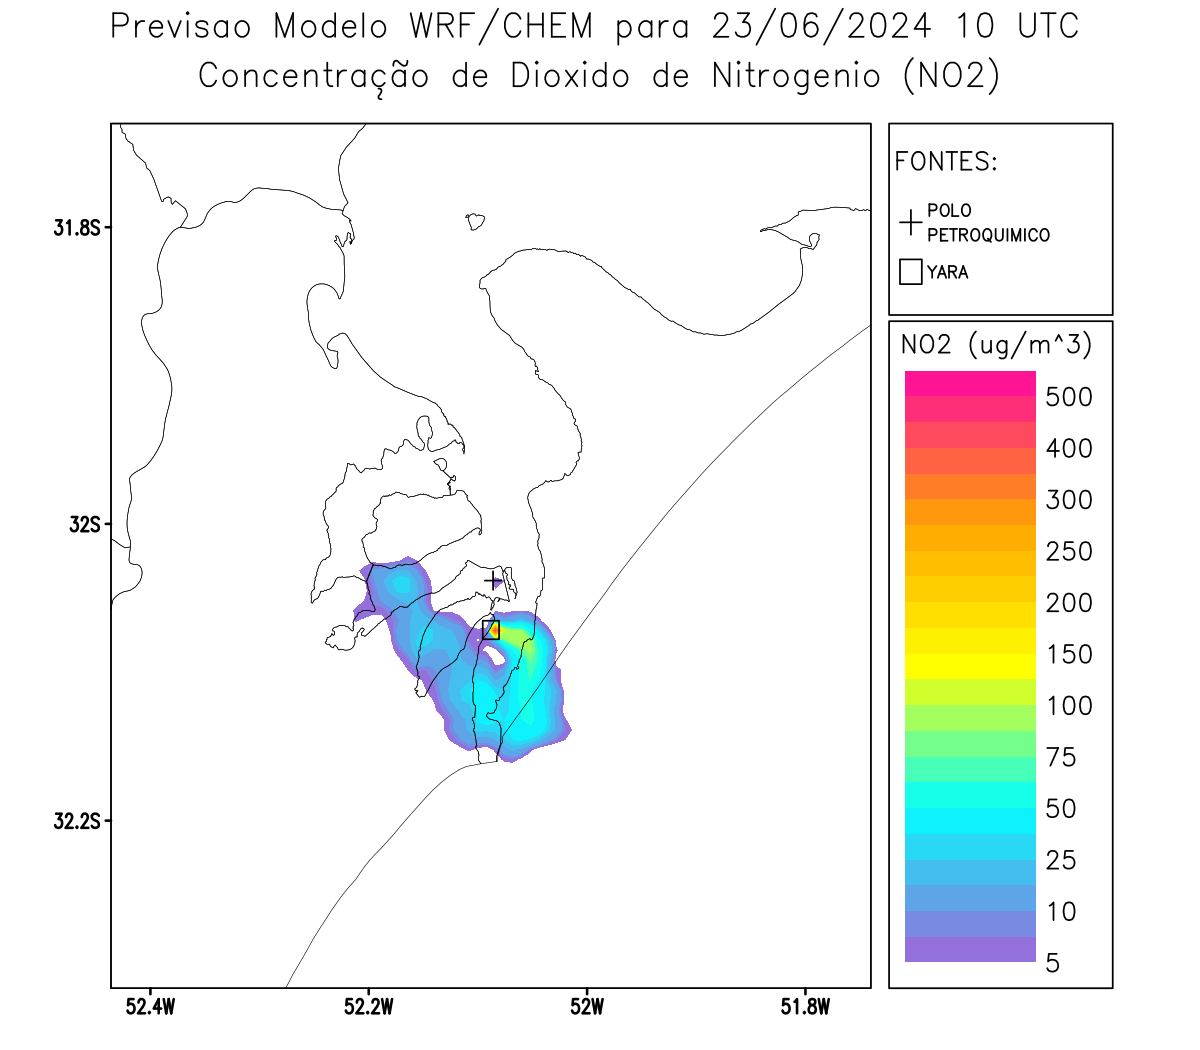 Previsao Modelo WRF/CHEM para 23/06/2024 10 UTC
Concentração de Dioxido de Nitrogenio (NO2)
FONTES:
POLO
PETROQUIMICO
YARA
NO2 (ug/m^3)
500
400
300
250
200
150
100
75
50
25
10
5
31.8S
32S
32.2S
52.4W
52.2W
52W
51.8W